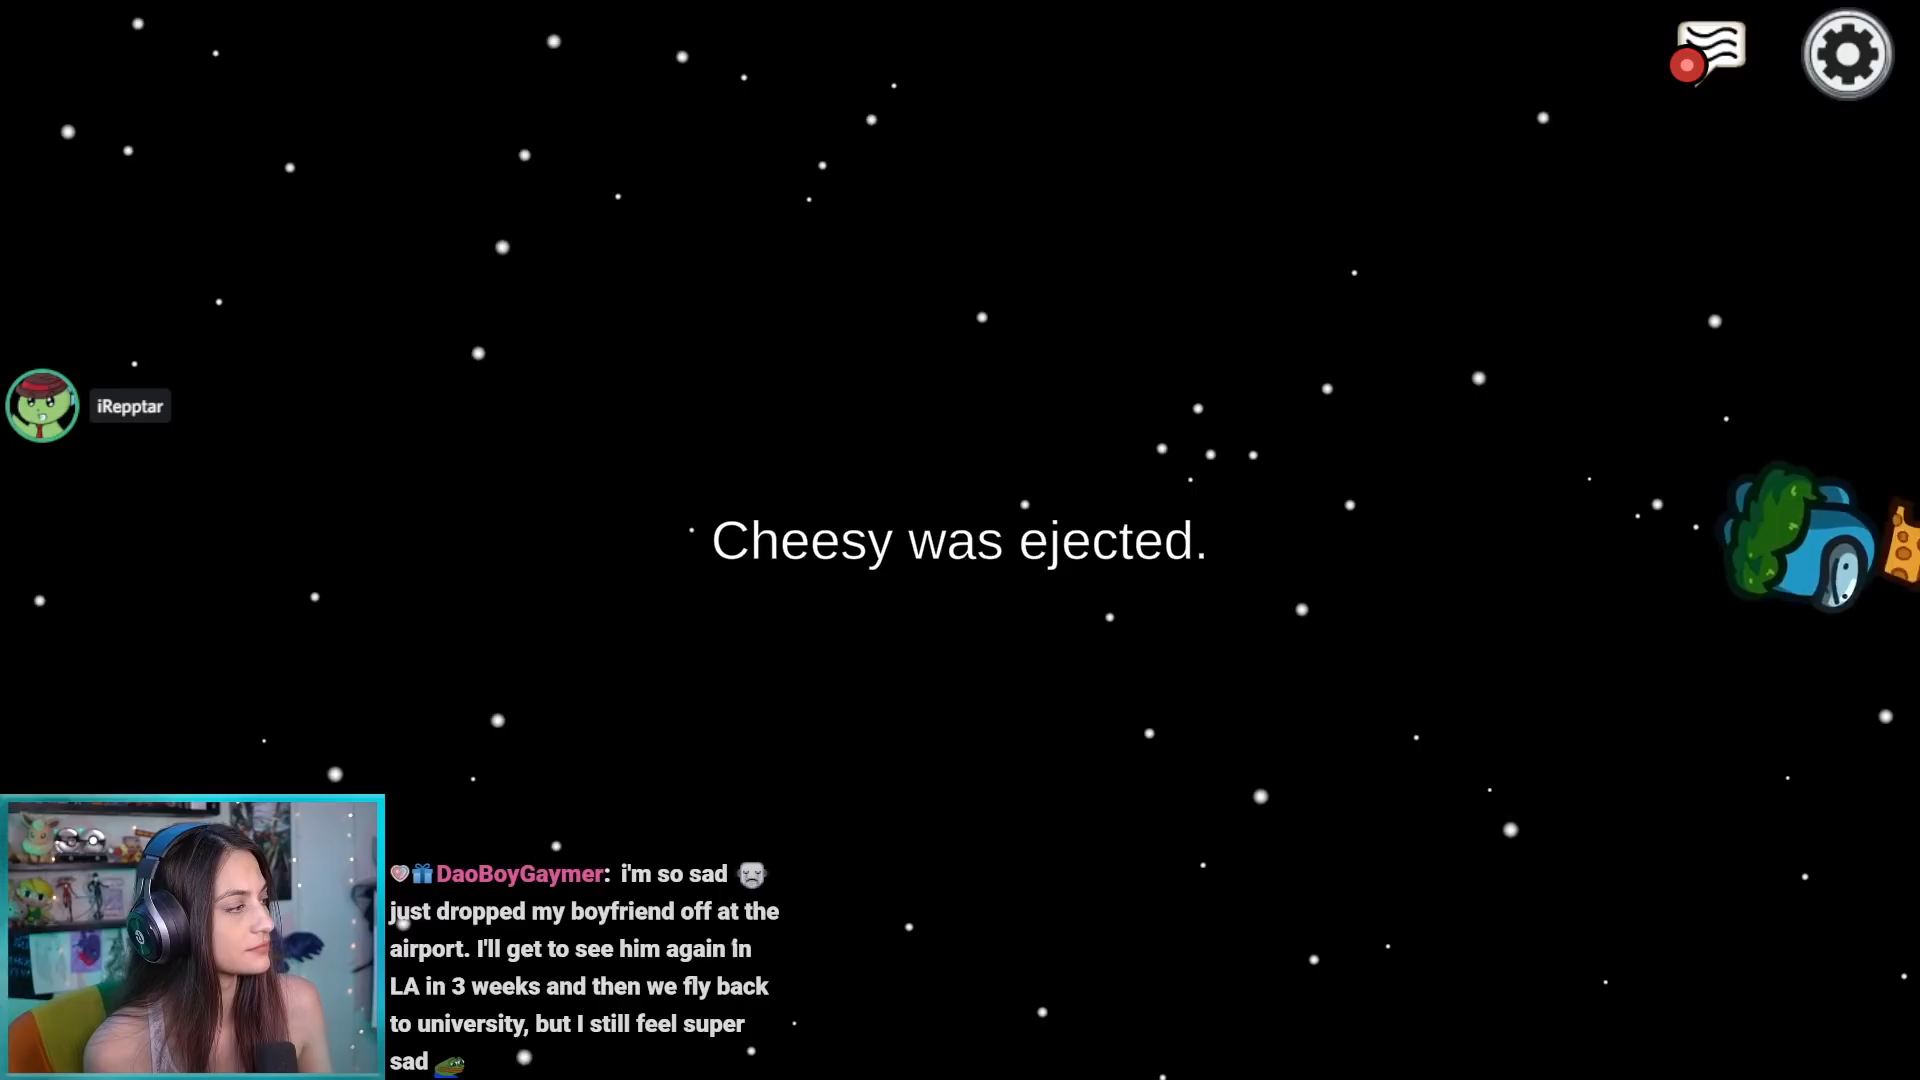 iRepptar
Cheesy was ejected.
DaoBoyGaymer: i'm so sad
just dropped my boyfriend off at the
airport. I'll get to see him again in
LA in 3 weeks and then we fly back
to university, but I still feel super
sad